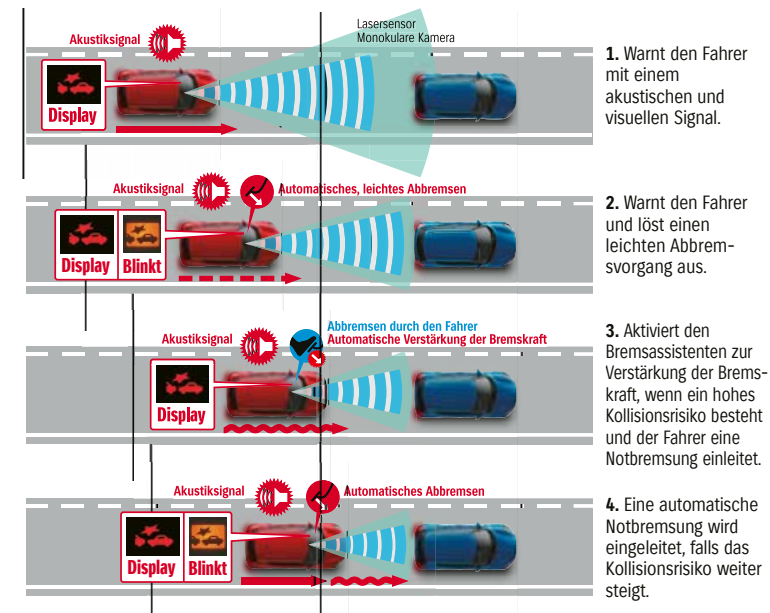 Lasersensor
Monokulare Kamera
Akustiksignal
Display
1. Warnt den Fahrer
mit einem
akustischen und
visuellen Signal.
Akustiksignal
Automatisches, leichtes Abbremsen
Display
Blinkt
2. Warnt den Fahrer
und löst einen
leichten Abbrem-
svorgang aus.
Abbremsen durch den Fahrer
Akustiksignal
Automatische Verstärkung der Bremskraft
Display
3. Aktiviert den
Bremsassistenten zur
Verstärkung der Brems-
kraft, wenn ein hohes
Kollisionsrisiko besteht
und der Fahrer eine
Notbremsung einleitet.
Akustiksignal
Automatisches Abbremsen
Display
Blinkt
4. Eine automatische
Notbremsung wird
eingeleitet, falls das
Kollisionsrisiko weiter
steigt.